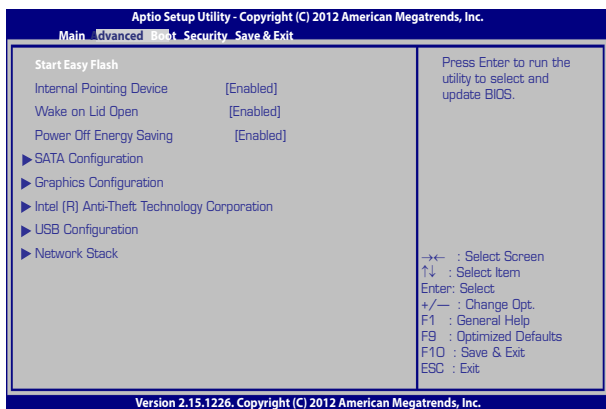 Aptio Setup Utility - Copyright (C) 2012 American Megatrends, Inc.
Main Advanced Boot Security Save & Exit
Start Easy Flash
Internal Pointing Device [Enabled]
Wake on Lid Open [Enabled]
Power Off Energy Saving [Enabled]
▶ SATA Configuration
▶ Graphics Configuration
▶ Intel (R) Anti-Theft Technology Corporation
▶ USB Configuration
▶ Network Stack
Press Enter to run the
utility to select and
update BIOS.
→← : Select Screen
↑↓ : Select Item
Enter: Select
+/— : Change Opt.
F1 : General Help
F9 : Optimized Defaults
F10 : Save & Exit
ESC : Exit
Version 2.15.1226. Copyright (C) 2012 American Megatrends, Inc.